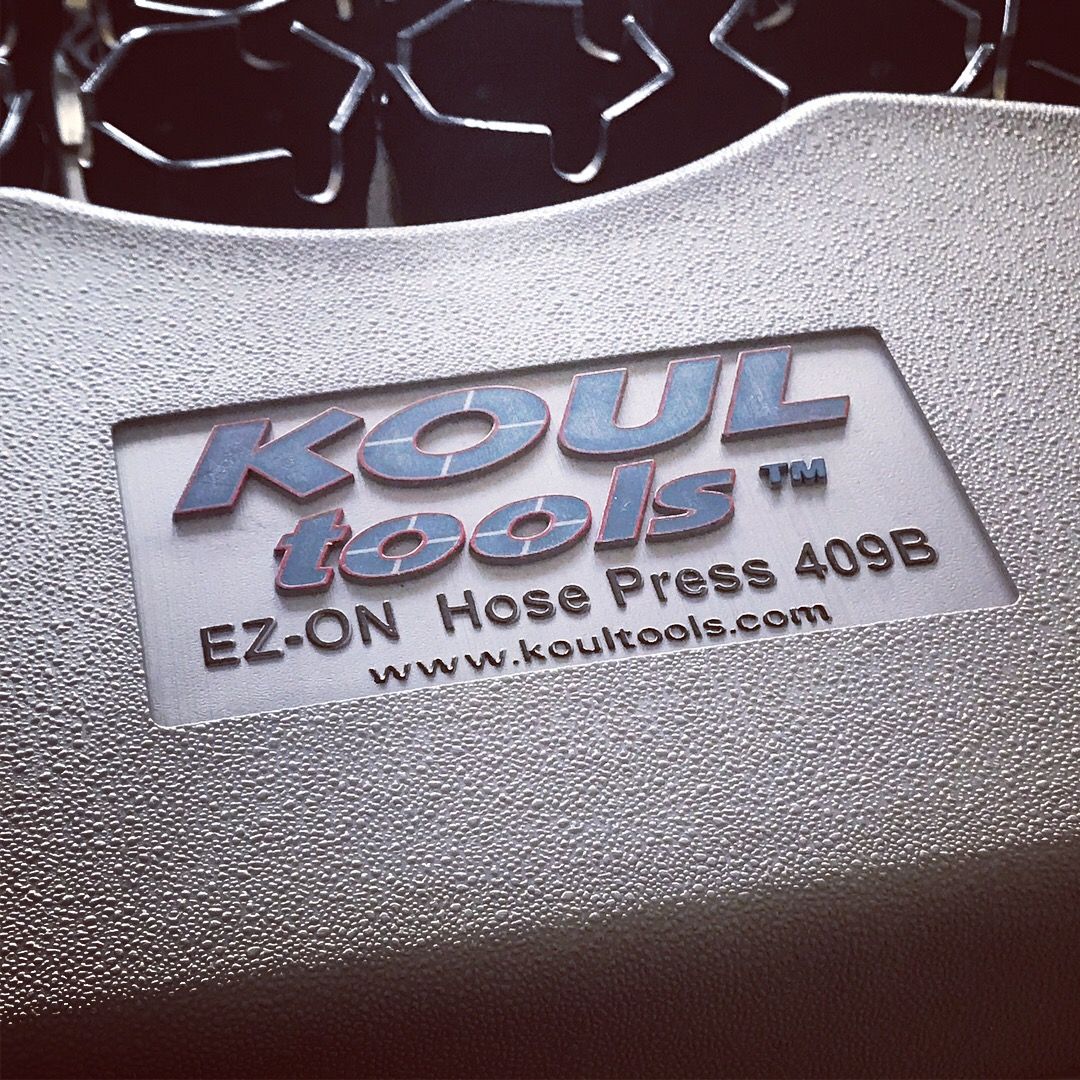 KOUL
tools™
EZ-ON Hose Press 409B
www.koultools.com